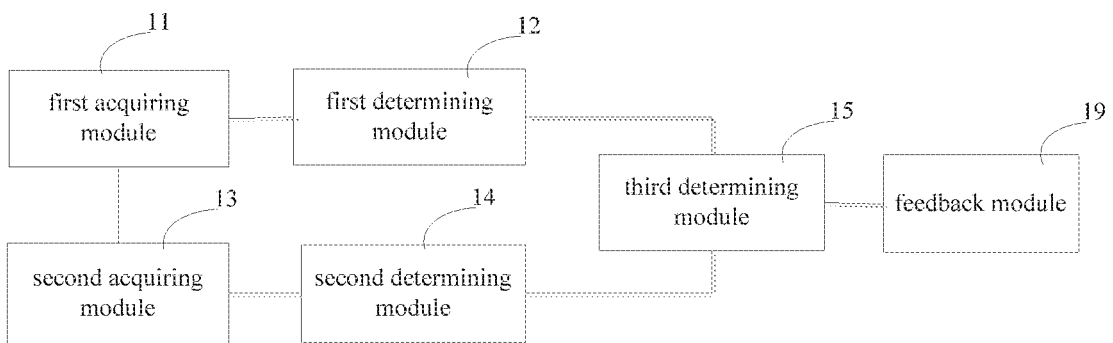 11
first acquiring
module
12
first determining
module
15
third determining
module
19
feedback module
13
second acquiring
module
14
second determining
module